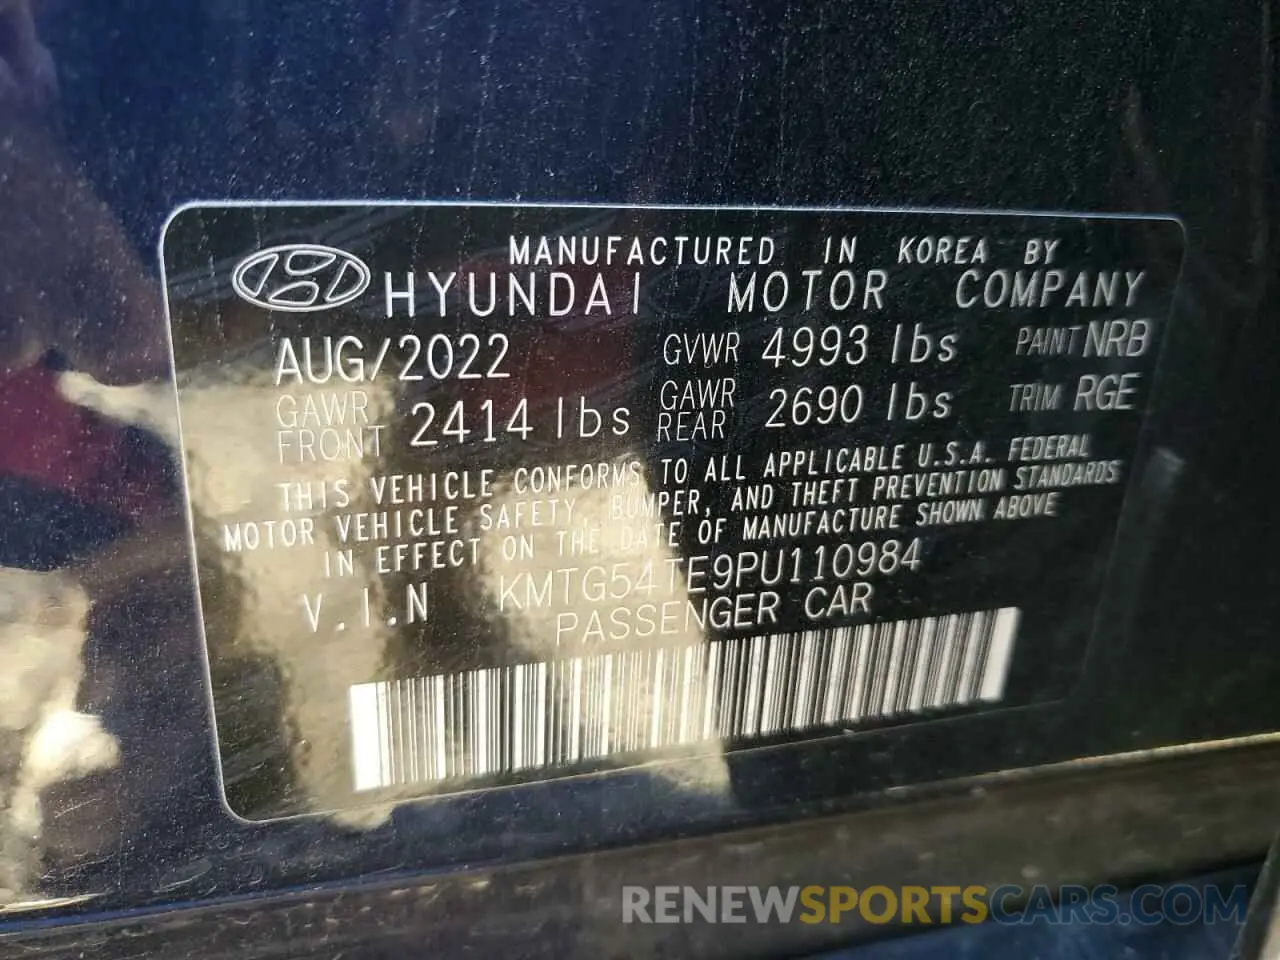 MANUFACTURED IN KOREA BY
HYUNDAI MOTOR COMPANY
AUG/2022 GVWR 4993 lbs PAINT NRB
GAWR FRONT 2414 lbs GAWR REAR 2690 lbs TRIM RGE
THIS VEHICLE CONFORMS TO ALL APPLICABLE U.S.A. FEDERAL
MOTOR VEHICLE SAFETY, BUMPER, AND THEFT PREVENTION STANDARDS
IN EFFECT ON THE DATE OF MANUFACTURE SHOWN ABOVE
V.I.N KMTG54TE9PU110984
PASSENGER CAR
RENEWSPORTSCARS.COM